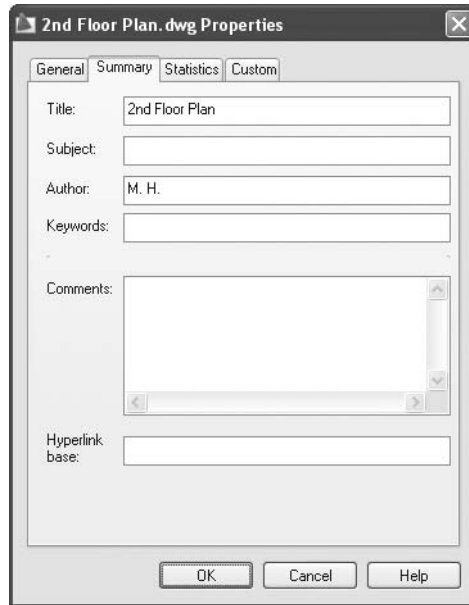 2nd Floor Plan.dwg Properties
General Summary Statistics Custom
Title: 2nd Floor Plan
Subject:
Author: M. H.
Keywords:
Comments:
Hyperlink
base:
OK Cancel Help